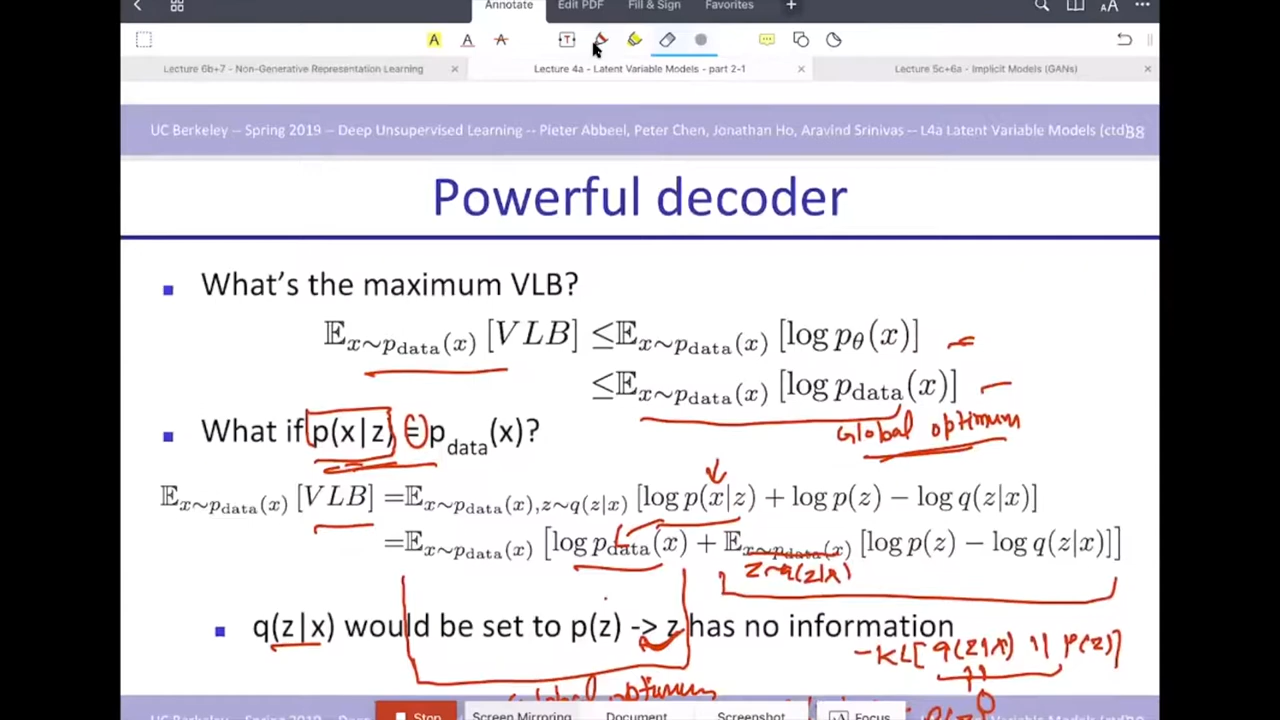 Annotate Edit PDF Fill & Sign Favorites +
Lecture 6b+7 - Non-Generative Representation Learning × Lecture 4a - Latent Variable Models - part 2-1 × Lecture 5c+6a - Implicit Models (GANs) ×
UC Berkeley -- Spring 2019 -- Deep Unsupervised Learning -- Pieter Abbeel, Peter Chen, Jonathan Ho, Aravind Srinivas -- L4a Latent Variable Models (ctd) 38
Powerful decoder
▪ What's the maximum VLB?
𝔼x∼pdata(x) [VLB] ≤𝔼x∼pdata(x) [log pθ(x)]
≤𝔼x∼pdata(x) [log pdata(x)]
Global optimum
▪ What if p(x|z) = pdata(x)?
𝔼x∼pdata(x) [VLB] =𝔼x∼pdata(x),z∼q(z|x) [log p(x|z) + log p(z) − log q(z|x)]
=𝔼x∼pdata(x) [log pdata(x) + 𝔼x∼pdata(x) [log p(z) − log q(z|x)]]
z~q(z|x)
▪ q(z|x) would be set to p(z) -> z has no information
-KL[q(z|x) || p(z)]
Global optimum
0
Stop Screen Mirroring Document Screenshot Focus